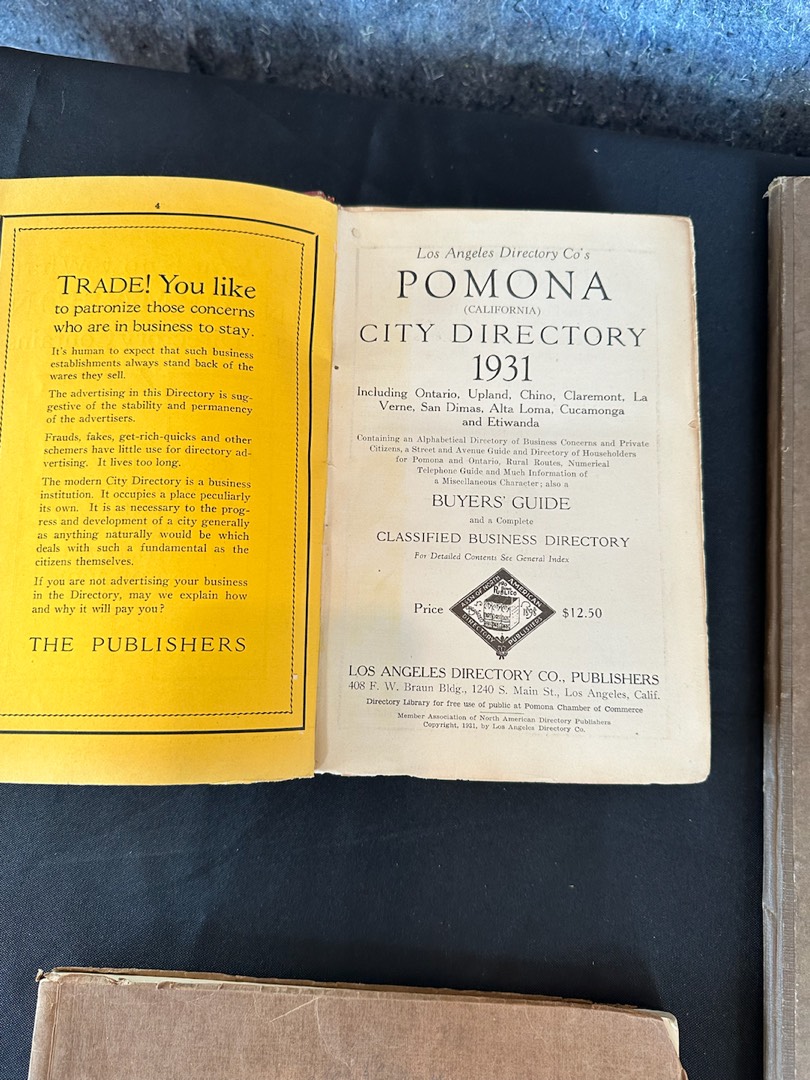 4
TRADE! You like
to patronize those concerns
who are in business to stay.
It's human to expect that such business
establishments always stand back of the
wares they sell.
The advertising in this Directory is sug-
gestive of the stability and permanency
of the advertisers.
Frauds, fakes, get-rich-quicks and other
schemers have little use for directory ad-
vertising. It lives too long.
The modern City Directory is a business
institution. It occupies a place peculiarly
its own. It is as necessary to the prog-
ress and development of a city generally
as anything naturally would be which
deals with such a fundamental as the
citizens themselves.
If you are not advertising your business
in the Directory, may we explain how
and why it will pay you?
THE PUBLISHERS
Los Angeles Directory Co's
POMONA
(CALIFORNIA)
CITY DIRECTORY
1931
Including Ontario, Upland, Chino, Claremont, La
Verne, San Dimas, Alta Loma, Cucamonga
and Etiwanda
Containing an Alphabetical Directory of Business Concerns and Private
Citizens, a Street and Avenue Guide and Directory of Householders
for Pomona and Ontario, Rural Routes, Numerical
Telephone Guide and Much Information of
a Miscellaneous Character; also a
BUYERS' GUIDE
and a Complete
CLASSIFIED BUSINESS DIRECTORY
For Detailed Contents See General Index
Price $12.50
ASS'N OF NORTH AMERICAN
DIRECTORY PUBLISHERS
PRO BONO PUBLICO
1898
LOS ANGELES DIRECTORY CO., PUBLISHERS
408 F. W. Braun Bldg., 1240 S. Main St., Los Angeles, Calif.
Directory Library for free use of public at Pomona Chamber of Commerce
Member Association of North American Directory Publishers
Copyright, 1931, by Los Angeles Directory Co.